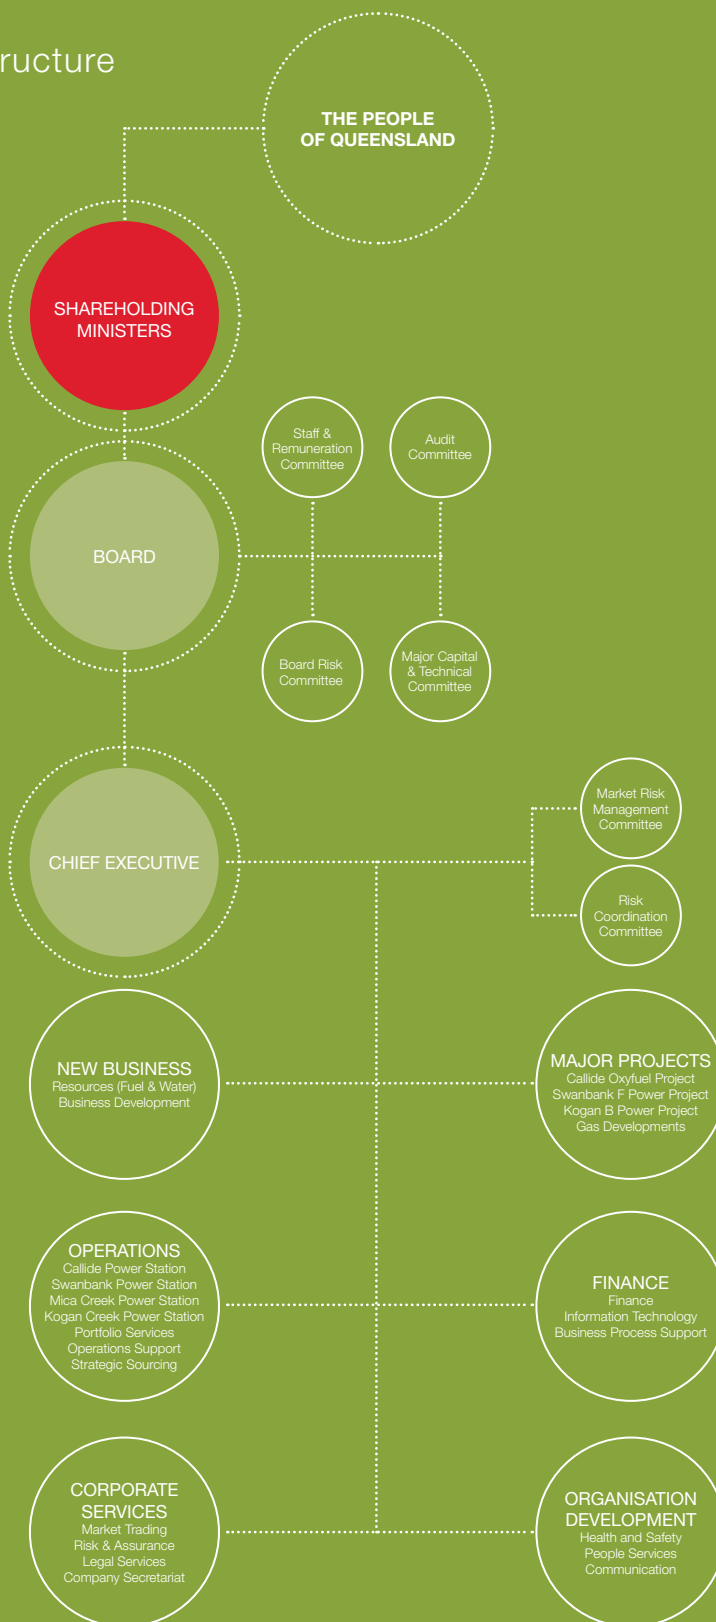 ructure
THE PEOPLE
OF QUEENSLAND
SHAREHOLDING
MINISTERS
Staff &
Remuneration
Committee
Audit
Committee
BOARD
Board Risk
Committee
Major Capital
& Technical
Committee
Market Risk
Management
Committee
CHIEF EXECUTIVE
Risk
Coordination
Committee
NEW BUSINESS
Resources (Fuel & Water)
Business Development
MAJOR PROJECTS
Callide Oxyfuel Project
Swanbank F Power Project
Kogan B Power Project
Gas Developments
OPERATIONS
Callide Power Station
Swanbank Power Station
Mica Creek Power Station
Kogan Creek Power Station
Portfolio Services
Operations Support
Strategic Sourcing
FINANCE
Finance
Information Technology
Business Process Support
CORPORATE
SERVICES
Market Trading
Risk & Assurance
Legal Services
Company Secretariat
ORGANISATION
DEVELOPMENT
Health and Safety
People Services
Communication